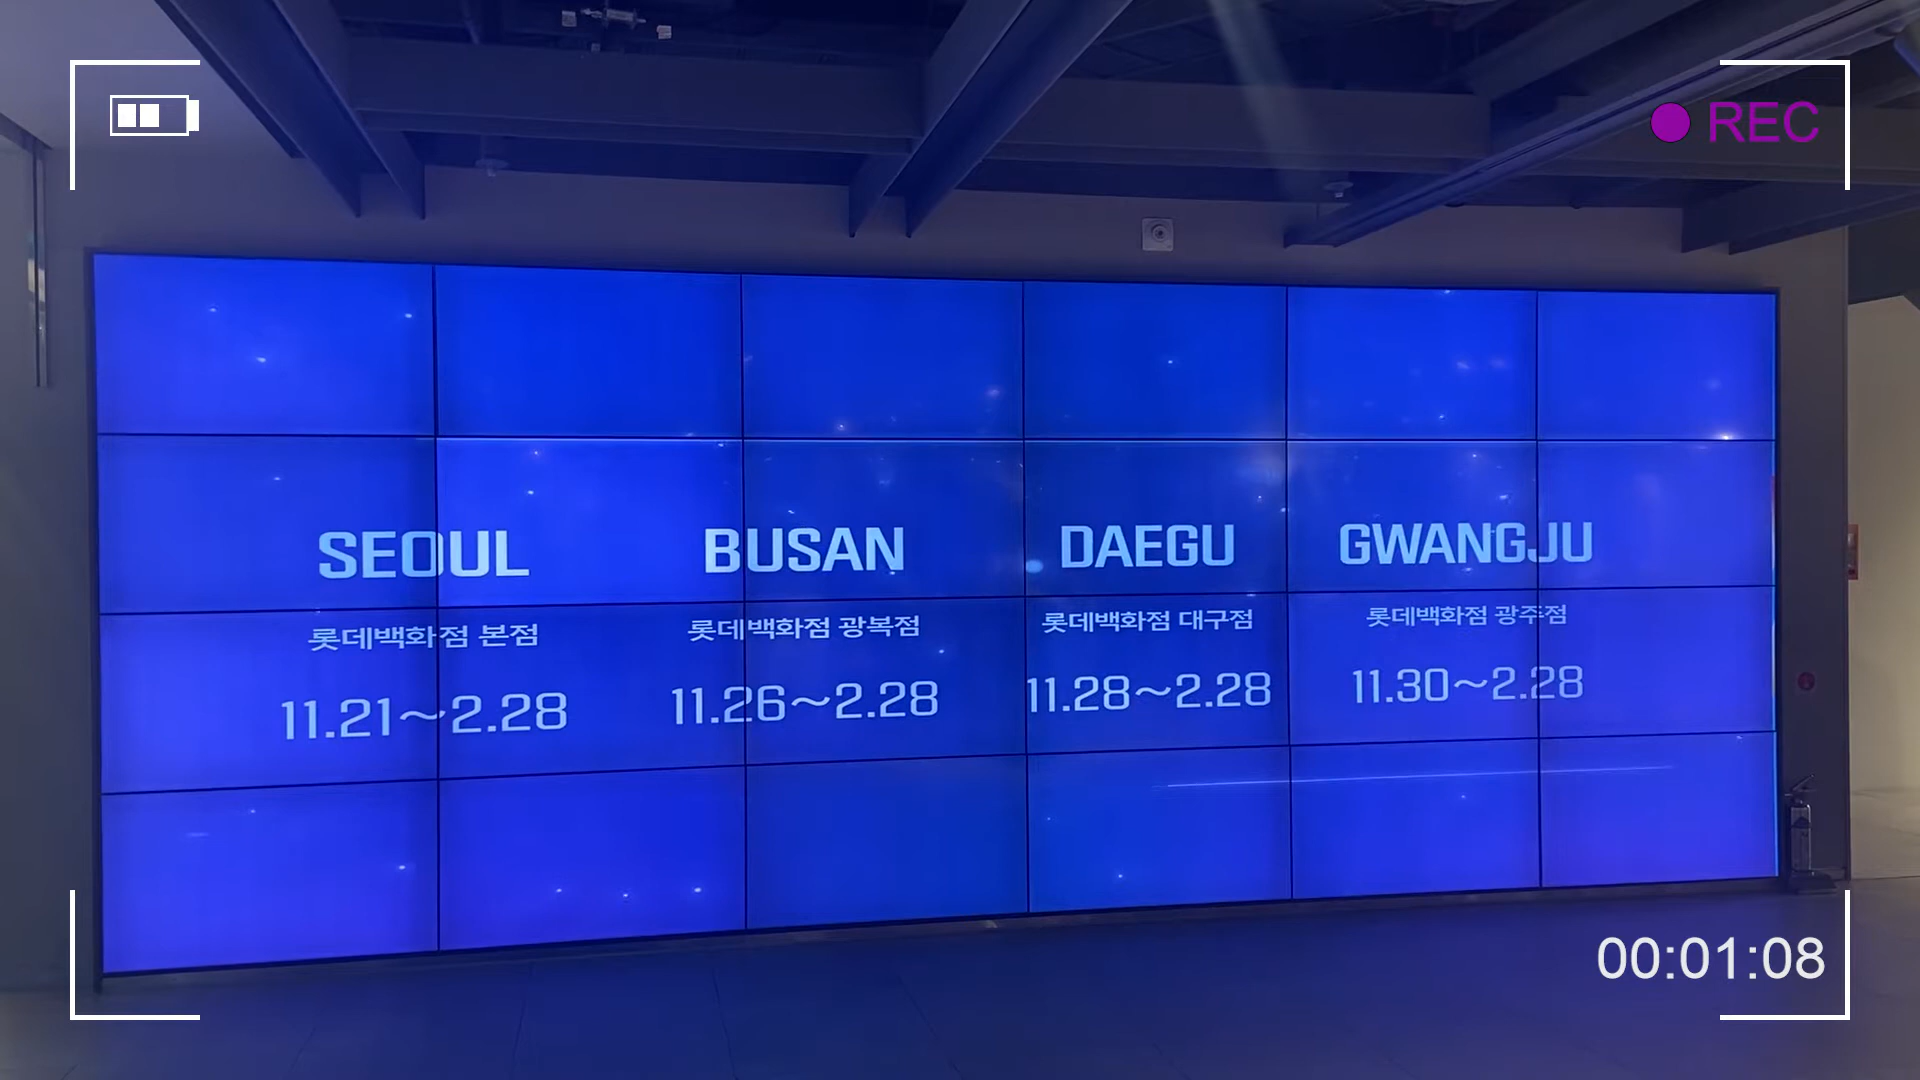 REC
SEOUL
롯데백화점 본점
11.21~2.28
BUSAN
롯데백화점 광복점
11.26~2.28
DAEGU
롯데백화점 대구점
11.28~2.28
GWANGJU
롯데백화점 광주점
11.30~2.28
00:01:08